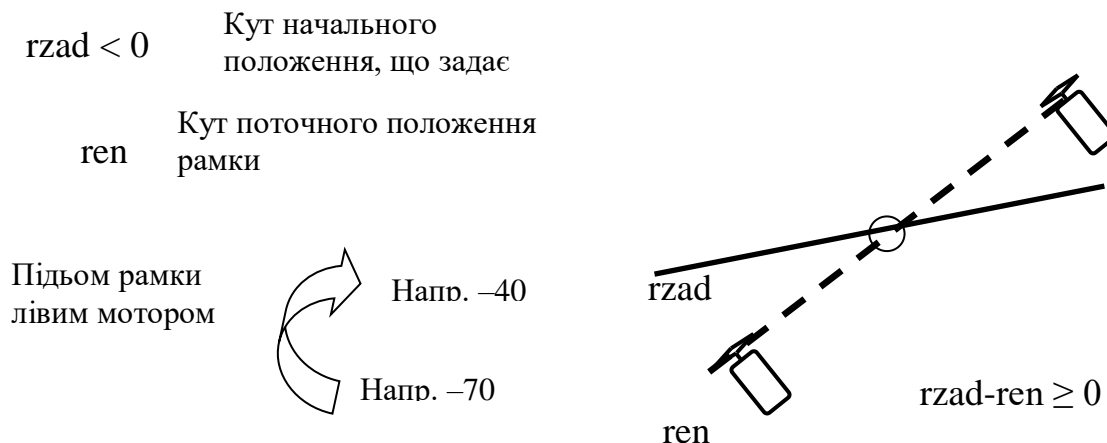 rzad < 0
Кут начального
положення, що задає
ren
Кут поточного положення
рамки
Підьом рамки
лівим мотором
Напр. –40
Напр. –70
rzad
ren
rzad-ren ≥ 0